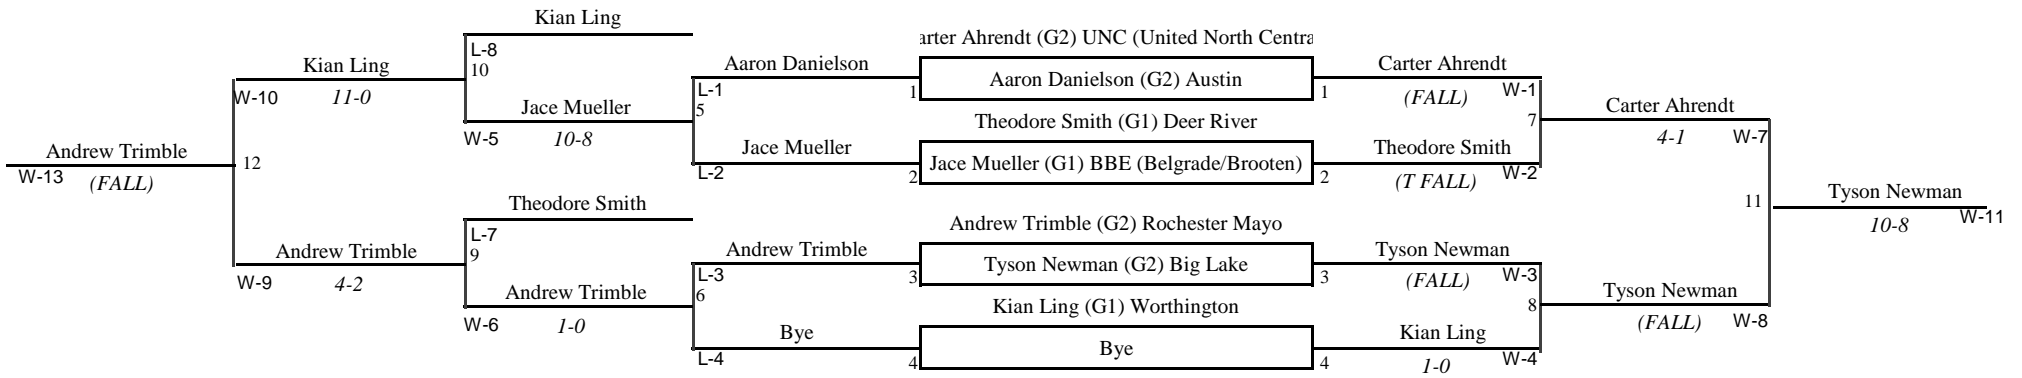 Kian Ling
arter Ahrendt (G2) UNC (United North Centra
L-8
Kian Ling
10
Aaron Danielson
Aaron Danielson (G2) Austin
Carter Ahrendt
W-10
11-0
L-1
1
1
(FALL)
W-1
Jace Mueller
5
Carter Ahrendt
Theodore Smith (G1) Deer River
7
W-5
10-8
4-1
W-7
Andrew Trimble
Jace Mueller
Jace Mueller (G1) BBE (Belgrade/Brooten)
Theodore Smith
12
W-13
(FALL)
L-2
2
2
(T FALL)
W-2
Theodore Smith
Tyson Newman
11
L-7
Andrew Trimble (G2) Rochester Mayo
10-8
W-11
Andrew Trimble
9
Andrew Trimble
Tyson Newman (G2) Big Lake
Tyson Newman
W-9
4-2
L-3
3
3
(FALL)
W-3
Andrew Trimble
6
Kian Ling (G1) Worthington
8
Tyson Newman
W-6
1-0
(FALL)
W-8
Bye
Bye
Kian Ling
L-4
4
4
1-0
W-4